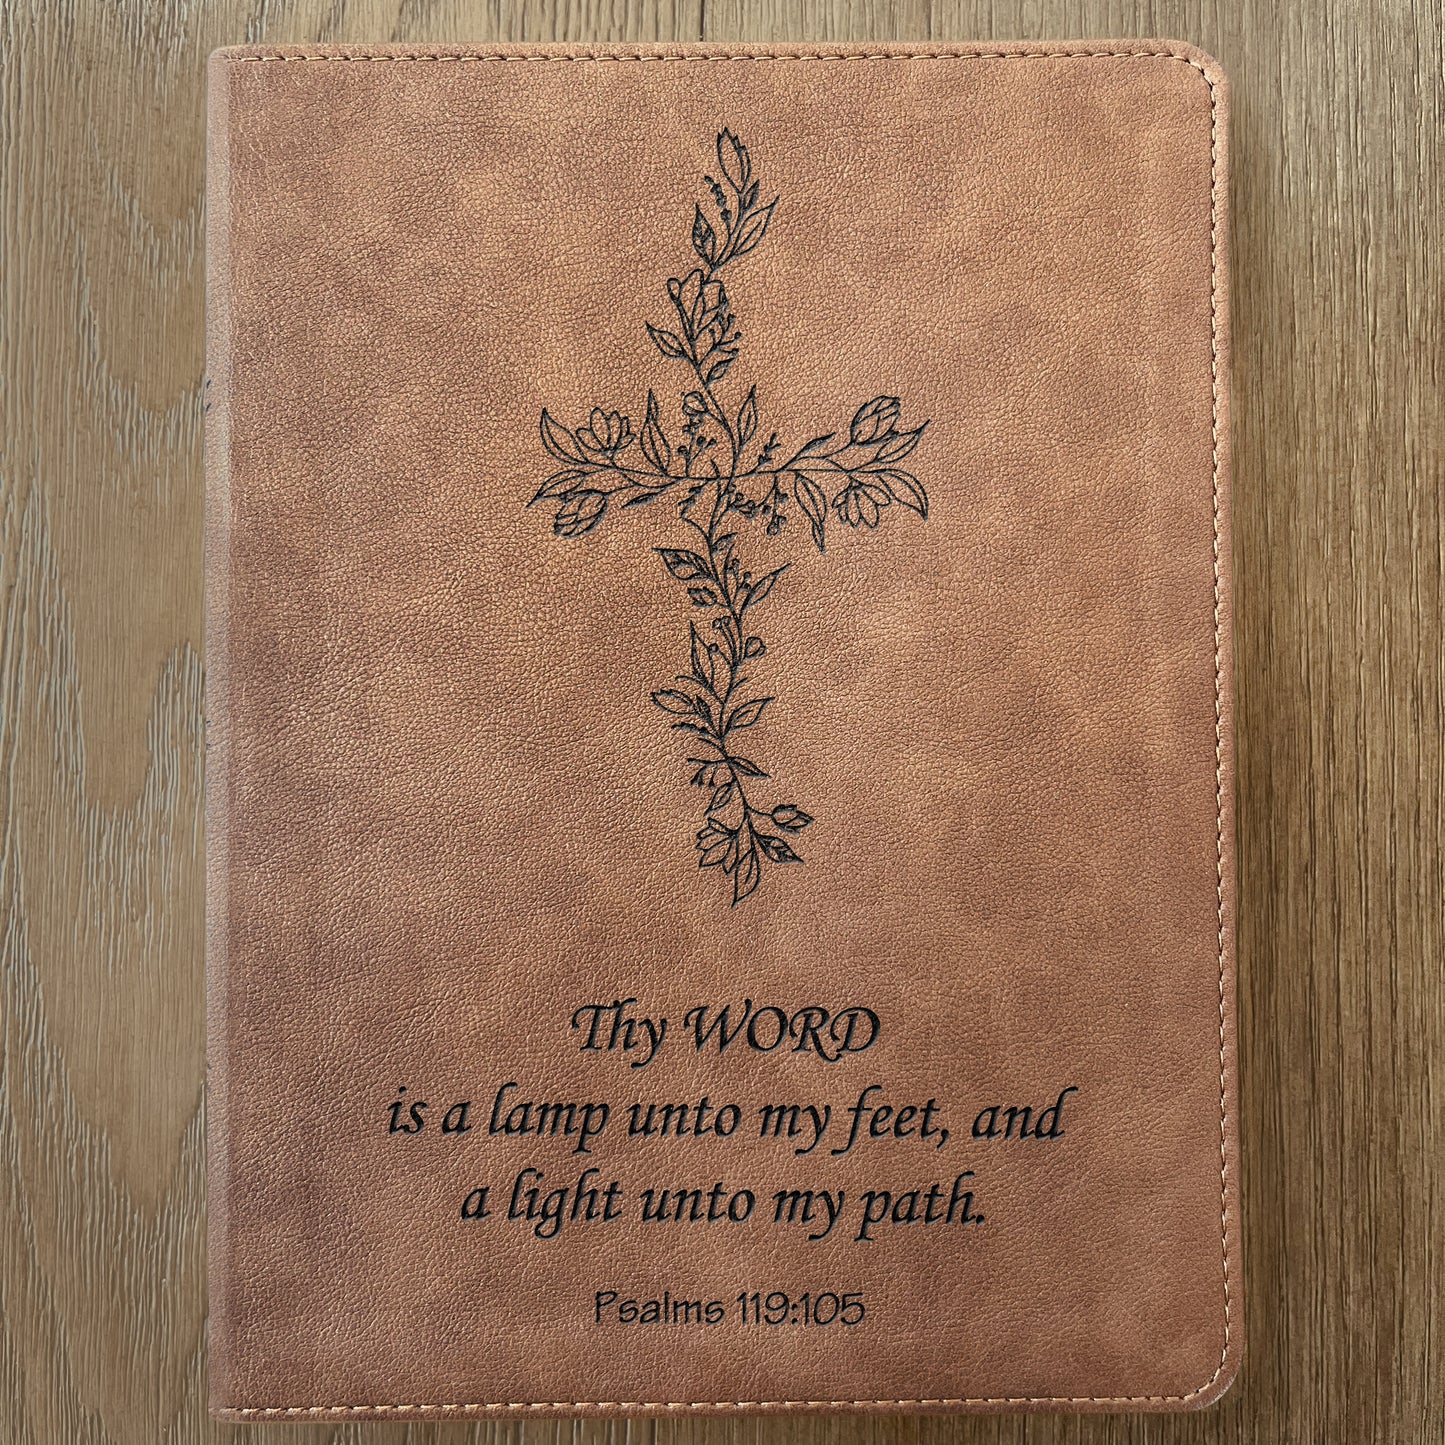 Thy WORD
is a lamp unto my feet, and
a light unto my path.
Psalms 119:105